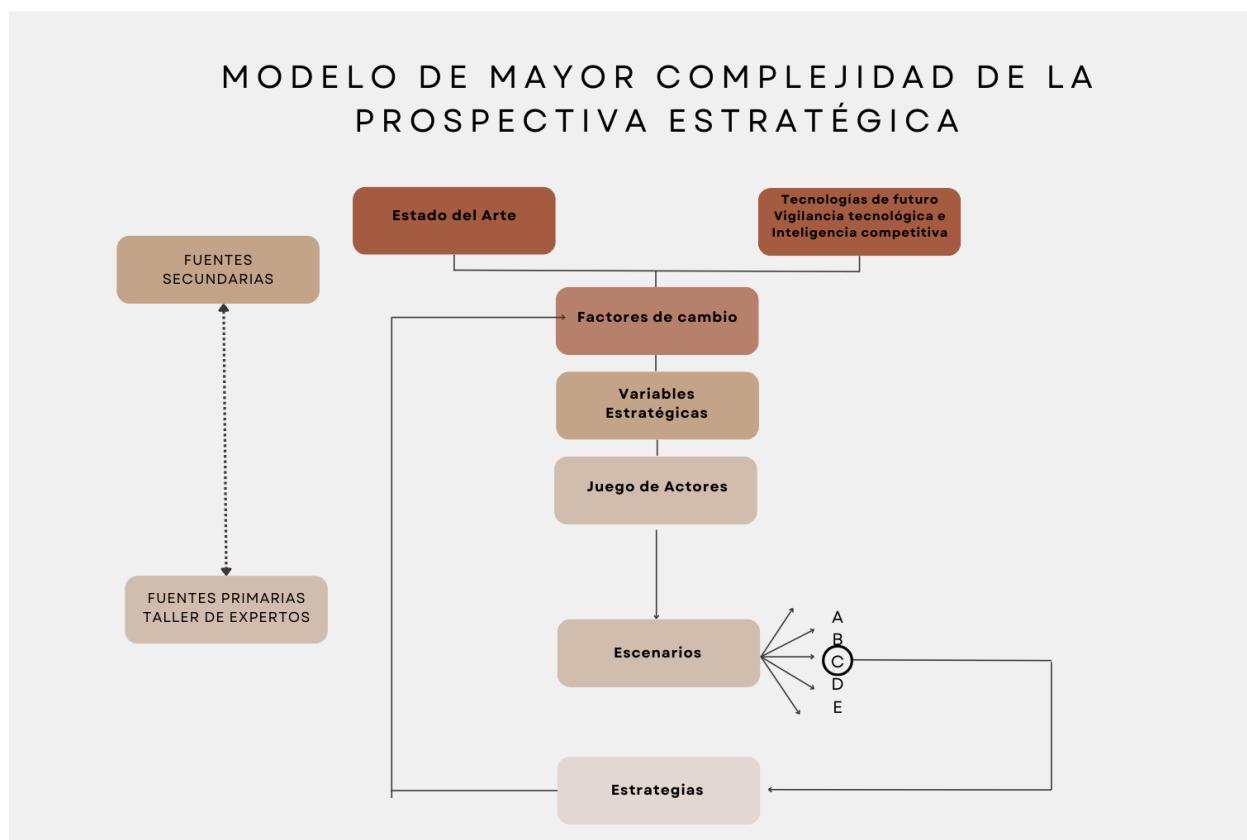 MODELO DE MAYOR COMPLEJIDAD DE LA
PROSPECTIVA ESTRATÉGICA
Estado del Arte
Tecnologías de futuro
Vigilancia tecnológica e
Inteligencia competitiva
FUENTES
SECUNDARIAS
Factores de cambio
Variables
Estratégicas
Juego de Actores
FUENTES PRIMARIAS
TALLER DE EXPERTOS
Escenarios
A
B
C
D
E
Estrategias